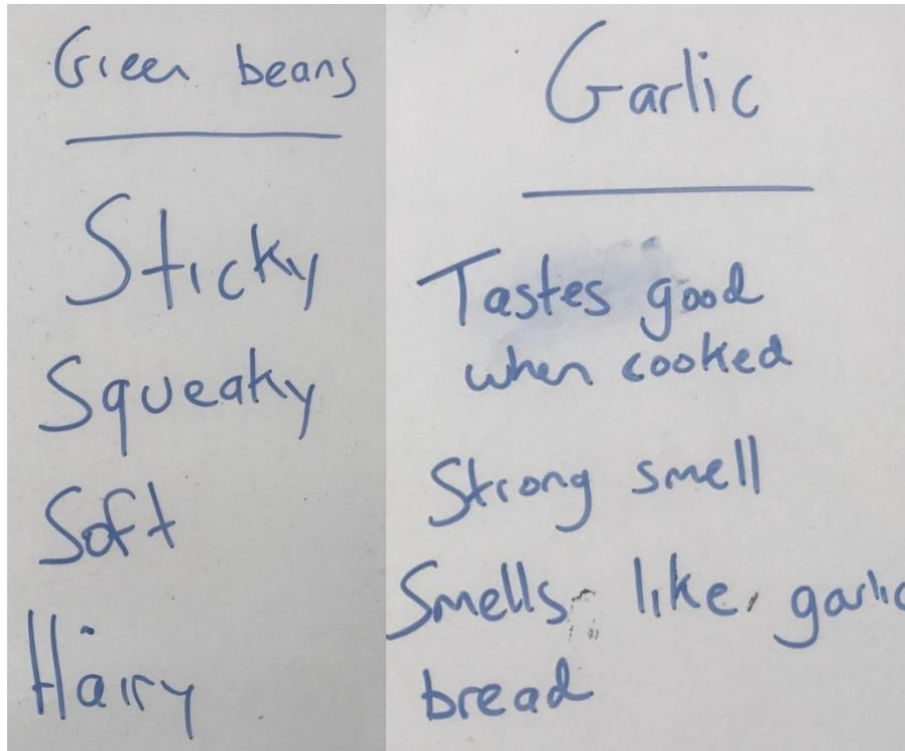 Green beans
Sticky
Squeaky
Soft
Hairy
Garlic
Tastes good
when cooked
Strong smell
Smells like garlic
bread